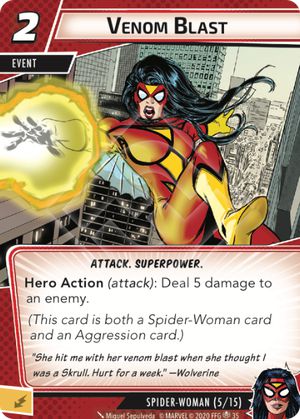 2
VENOM BLAST
EVENT
ATTACK. SUPERPOWER.
Hero Action (attack): Deal 5 damage to
an enemy.
(This card is both a Spider-Woman card
and an Aggression card.)
"She hit me with her venom blast when she thought I
was a Skrull. Hurt for a week." —Wolverine
SPIDER-WOMAN (5/15)
Miguel Sepulveda © MARVEL © 2020 FFG 35